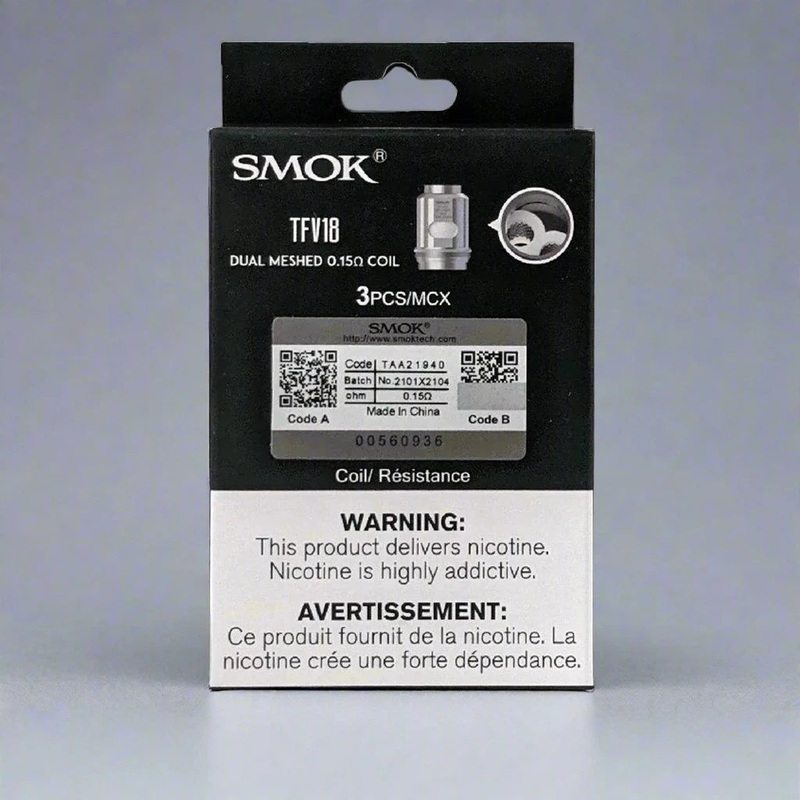 SMOK®
TFV18
DUAL MESHED 0.15Ω COIL
3PCS/MCX
SMOK®
http://www.smoktech.com
Code TAA21940
Batch No.2101X2104
ohm 0.15Ω
Made In China
Code A
Code B
00560936
Coil/ Résistance
WARNING:
This product delivers nicotine.
Nicotine is highly addictive.
AVERTISSEMENT:
Ce produit fournit de la nicotine. La
nicotine crée une forte dépendance.